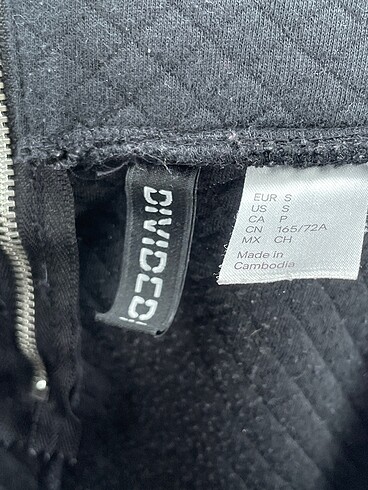 DIVIDED
EUR S
US S
CA P
CN 165/72A
MX CH
Made in
Cambodia